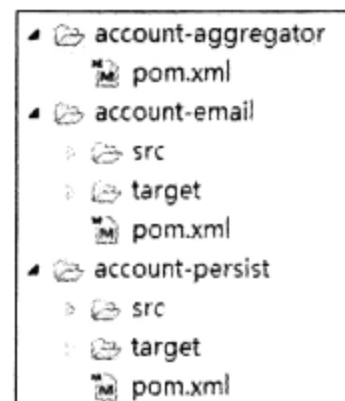 account-aggregator
pom.xml
account-email
src
target
pom.xml
account-persist
src
target
pom.xml